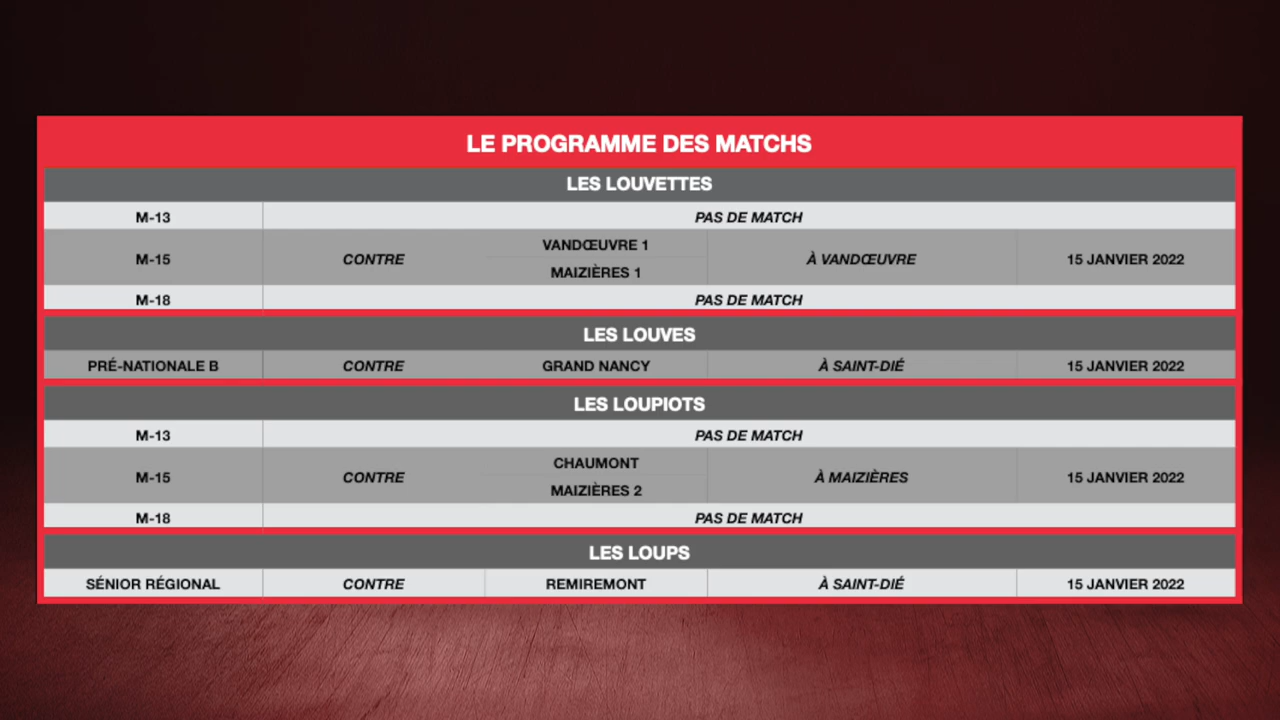 LE PROGRAMME DES MATCHS
LES LOUVETTES
M-13 PAS DE MATCH
M-15 CONTRE VANDŒUVRE 1 MAIZIÈRES 1 À VANDŒUVRE 15 JANVIER 2022
M-18 PAS DE MATCH
LES LOUVES
PRÉ-NATIONALE B CONTRE GRAND NANCY À SAINT-DIÉ 15 JANVIER 2022
LES LOUPIOTS
M-13 PAS DE MATCH
M-15 CONTRE CHAUMONT MAIZIÈRES 2 À MAIZIÈRES 15 JANVIER 2022
M-18 PAS DE MATCH
LES LOUPS
SÉNIOR RÉGIONAL CONTRE REMIREMONT À SAINT-DIÉ 15 JANVIER 2022